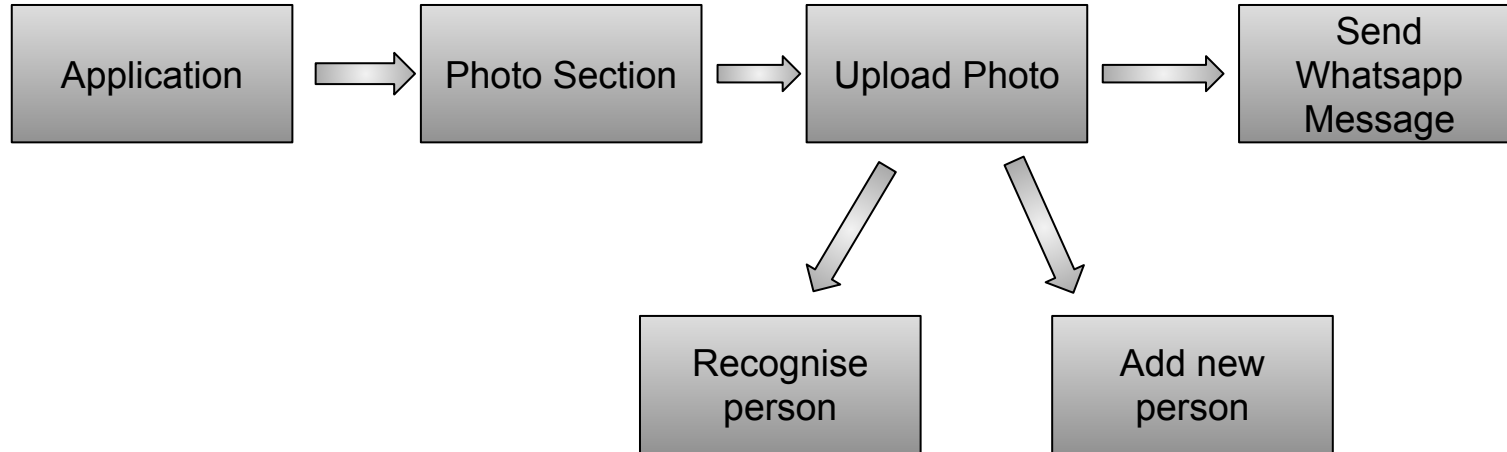 Application
Photo Section
Upload Photo
Send
Whatsapp
Message
Recognise
person
Add new
person